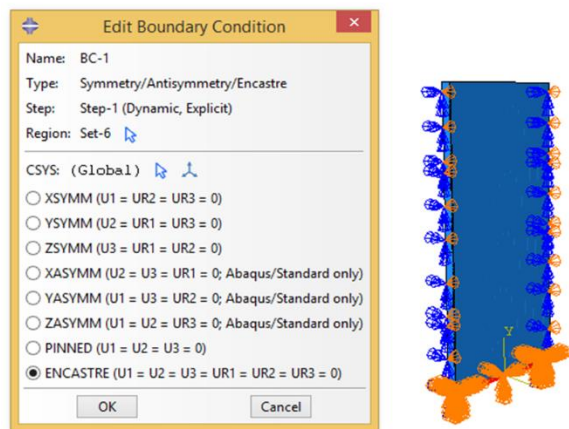 Edit Boundary Condition
x
Name: BC-1
Type: Symmetry/Antisymmetry/Encastre
Step: Step-1 (Dynamic, Explicit)
Region: Set-6
CSYS: (Global)
XSYMM (U1 = UR2 = UR3 = 0)
YSYMM (U2 = UR1 = UR3 = 0)
ZSYMM (U3 = UR1 = UR2 = 0)
XASYMM (U2 = U3 = UR1 = 0; Abaqus/Standard only)
YASYMM (U1 = U3 = UR2 = 0; Abaqus/Standard only)
ZASYMM (U1 = U2 = UR3 = 0; Abaqus/Standard only)
PINNED (U1 = U2 = U3 = 0)
ENCASTRE (U1 = U2 = U3 = UR1 = UR2 = UR3 = 0)
OK
Cancel
Y